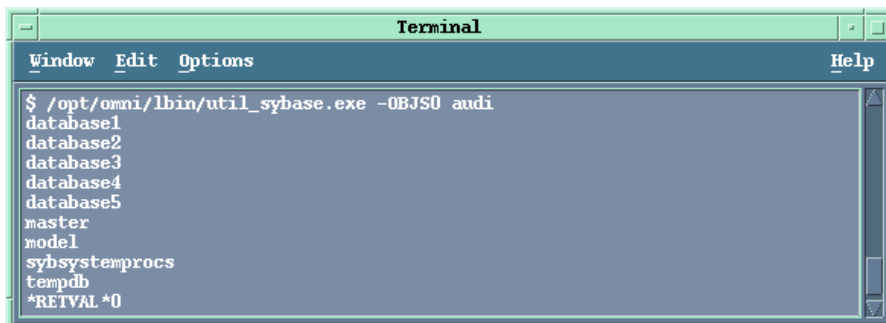 Terminal
Window Edit Options Help
$ /opt/omni/lbin/util_sybase.exe -OBJS0 audi
database1
database2
database3
database4
database5
master
model
sybsystemprocs
tempdb
*RETVAL*0